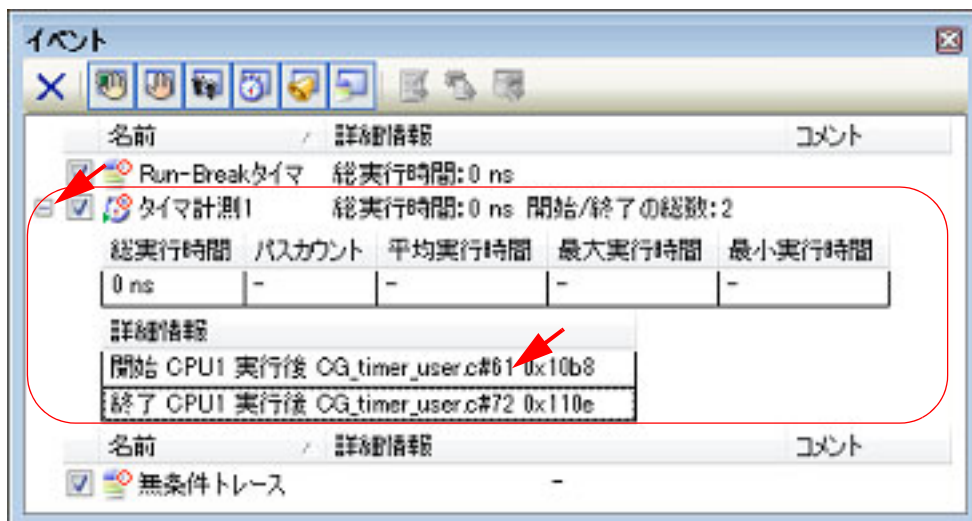 イベント
名前 詳細情報 コメント
Run-Breakタイマ 総実行時間:0 ns
タイマ計測1 総実行時間:0 ns 開始/終了の総数:2
総実行時間 パスカウント 平均実行時間 最大実行時間 最小実行時間
0 ns - - - -
詳細情報
開始 CPU1 実行後 CG_timer_user.c#61 0x10b8
終了 CPU1 実行後 CG_timer_user.c#72 0x110e
名前 詳細情報 コメント
無条件トレース -